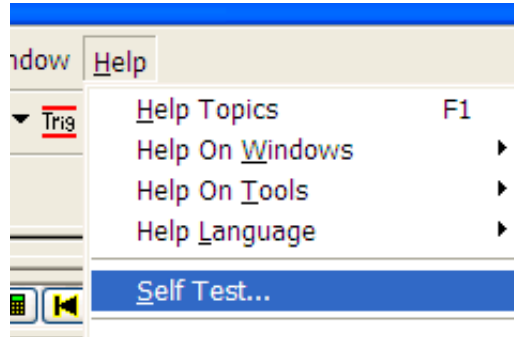 ndow Help
Help Topics F1
Trig
Help On Windows
Help On Tools
Help Language
Self Test...